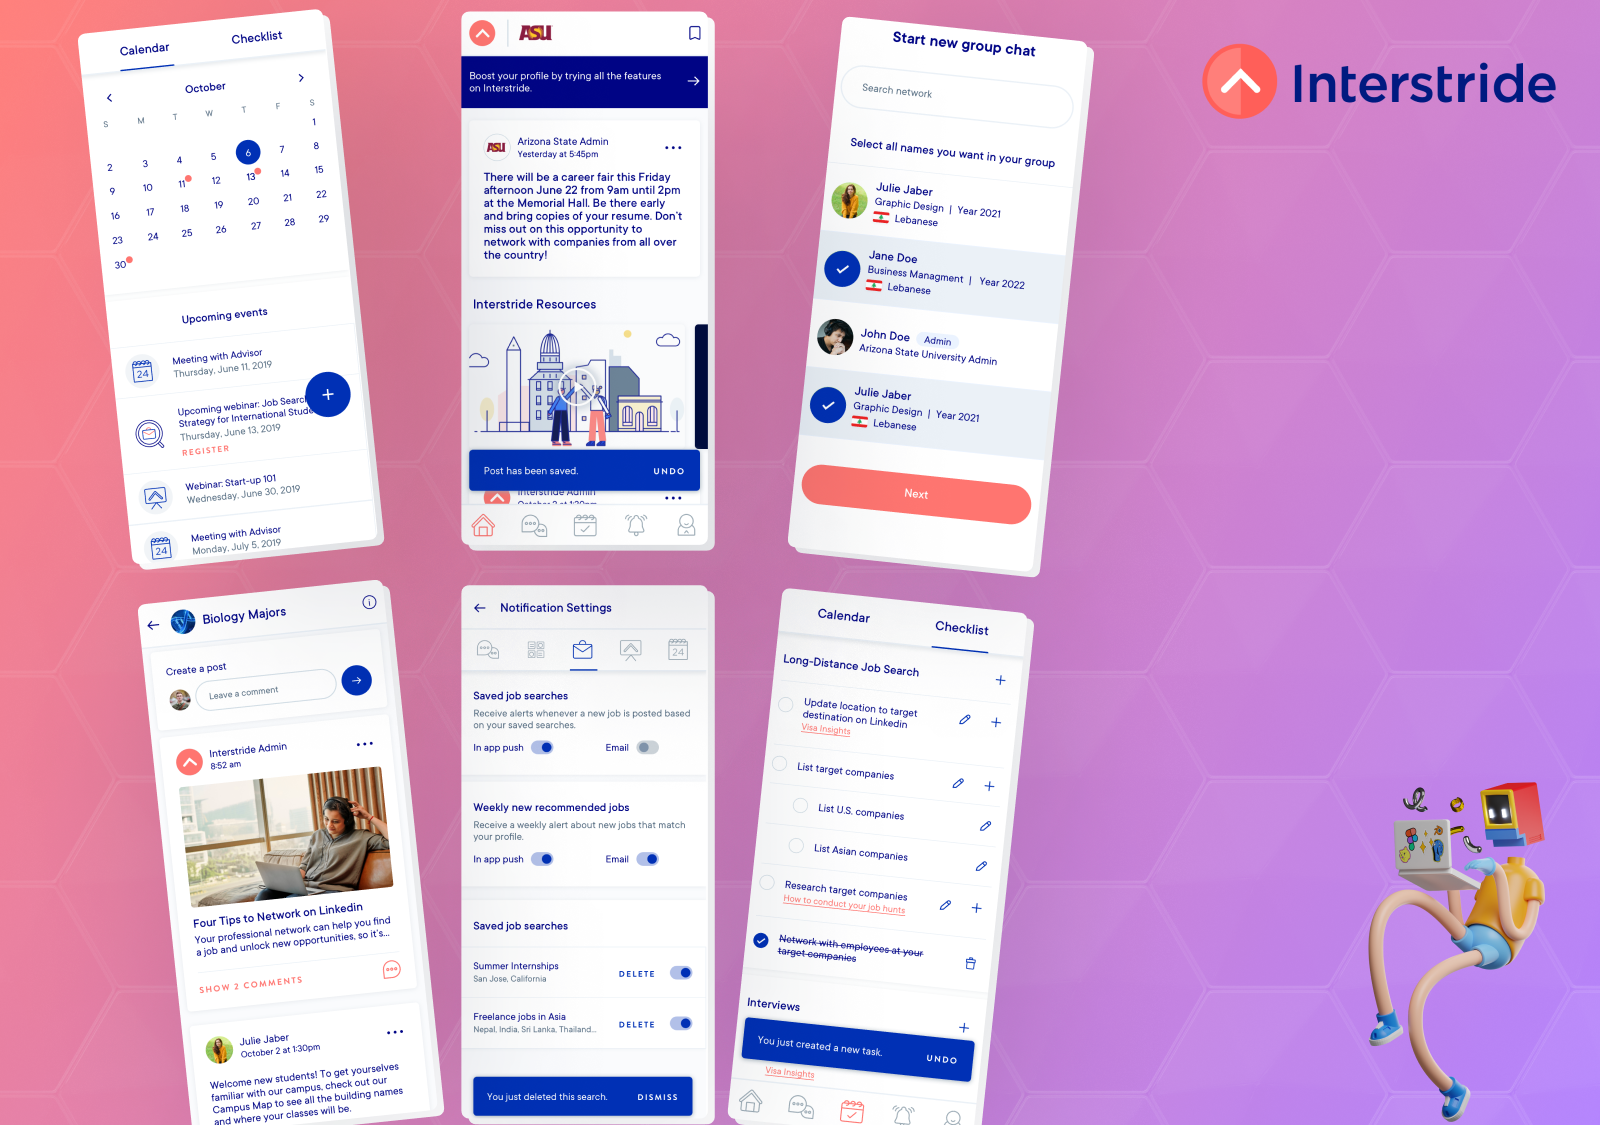 Calendar
Checklist
October
S M T W T F S
1
2 3 4 5 6 7 8
9 10 11 12 13 14 15
16 17 18 19 20 21 22
23 24 25 26 27 28 29
30
Upcoming events
24
Meeting with Advisor
Thursday, June 11, 2019
Upcoming webinar: Job Search
Strategy for International Stude
Thursday, June 13, 2019
REGISTER
Webinar: Start-up 101
Wednesday, June 30, 2019
24
Meeting with Advisor
Monday, July 5, 2019
ASU
Boost your profile by trying all the features
on Interstride.
ASU
Arizona State Admin
Yesterday at 5:45pm
There will be a career fair this Friday
afternoon June 22 from 9am until 2pm
at the Memorial Hall. Be there early
and bring copies of your resume. Don't
miss out on this opportunity to
network with companies from all over
the country!
Interstride Resources
Post has been saved.
UNDO
Interstride Admin
October 2 at 1:30pm
Start new group chat
Search network
Select all names you want in your group
Julie Jaber
Graphic Design | Year 2021
Lebanese
Jane Doe
Business Managment | Year 2022
Lebanese
John Doe Admin
Arizona State University Admin
Julie Jaber
Graphic Design | Year 2021
Lebanese
Next
Interstride
Biology Majors
Create a post
Leave a comment
Interstride Admin
8:52 am
Four Tips to Network on Linkedin
Your professional network can help you find
a job and unlock new opportunities, so it's...
SHOW 2 COMMENTS
Julie Jaber
October 2 at 1:30pm
Welcome new students! To get yourselves
familiar with our campus, check out our
Campus Map to see all the building names
and where your classes will be.
Notification Settings
24
Saved job searches
Receive alerts whenever a new job is posted based
on your saved searches.
In app push
Email
Weekly new recommended jobs
Receive a weekly alert about new jobs that match
your profile.
In app push
Email
Saved job searches
Summer Internships
San Jose, California
DELETE
Freelance jobs in Asia
Nepal, India, Sri Lanka, Thailand...
DELETE
You just deleted this search.
DISMISS
Calendar
Checklist
Long-Distance Job Search
Update location to target
destination on Linkedin
Visa Insights
List target companies
List U.S. companies
List Asian companies
Research target companies
How to conduct your job hunts
Network with employees at your
target companies
Interviews
You just created a new task.
UNDO
Visa Insights